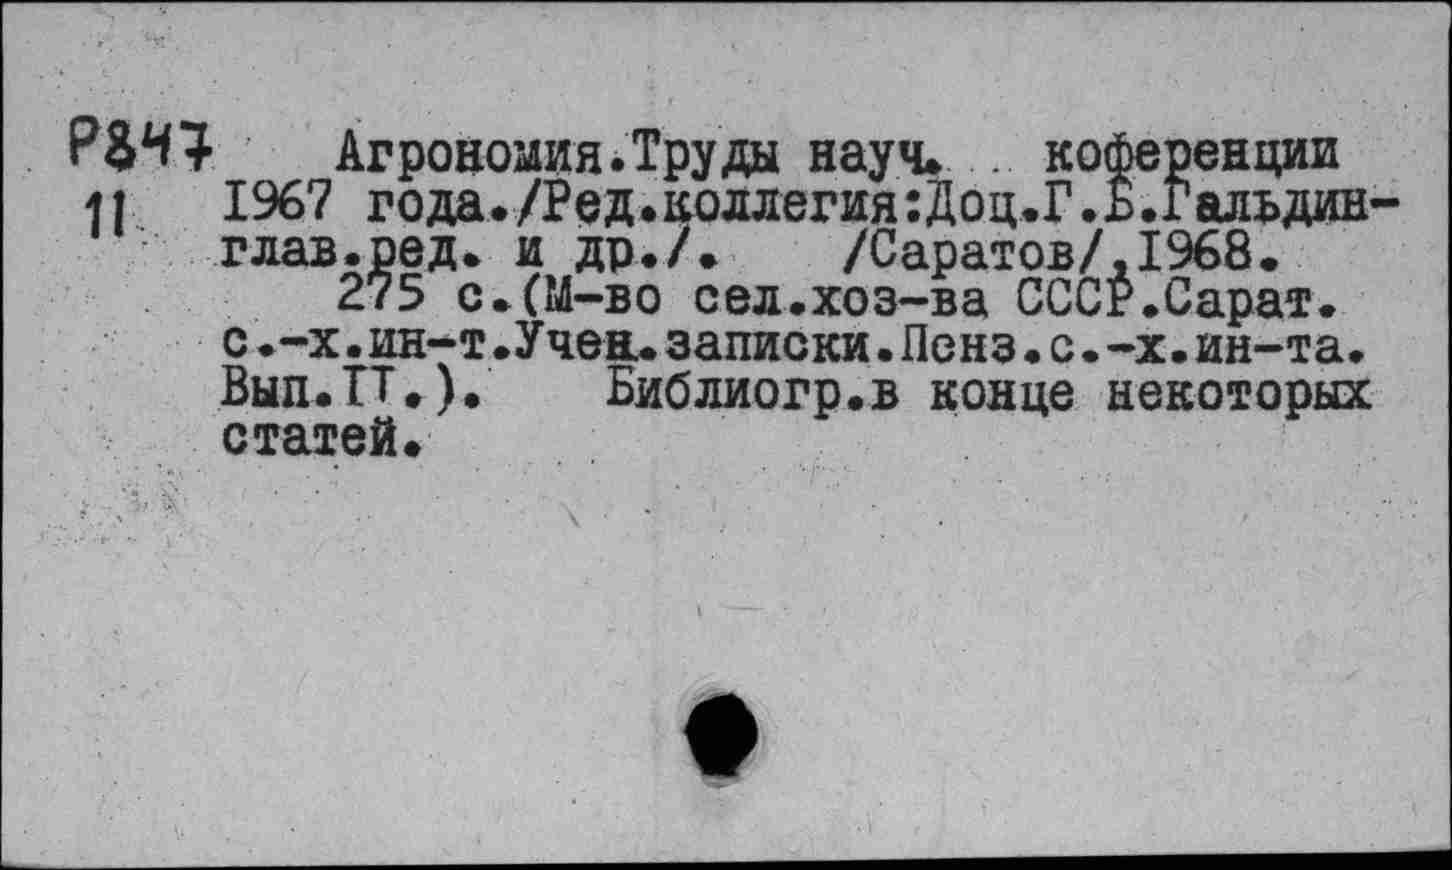 Р847 Агрономия.Труды науч. коференции
11 1967 года./Ред.коллегия:Доц.Г.Б.Гальдин-
глав.ред. и др./. /Саратов/,1968.
275 с.(М-во сел.хоз-ва СССР.Сарат.
с.-х.ин-т.Учен.записки.Пенз.с.-х.ин-та.
Вып.IT.). Библиогр.в конце некоторых
статей.